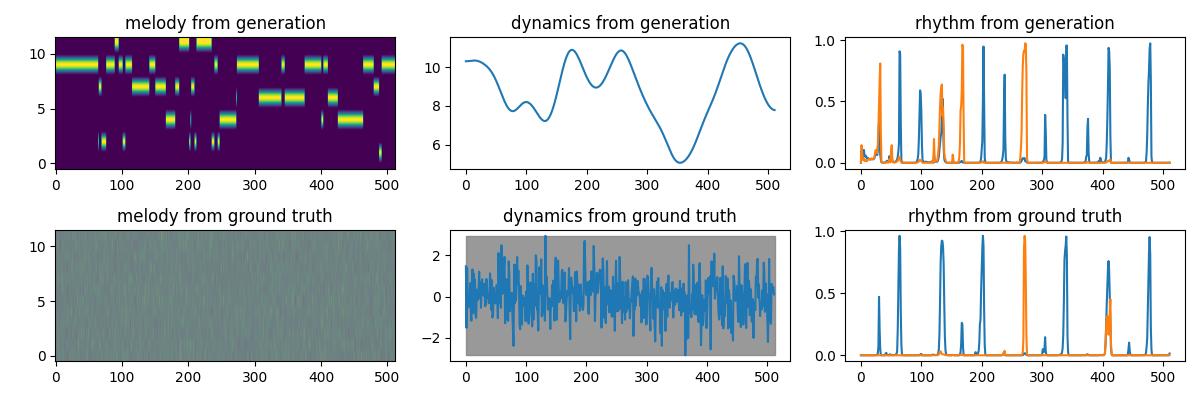 melody from generation
10
5
0
0 100 200 300 400 500
dynamics from generation
10
8
6
0 100 200 300 400 500
rhythm from generation
1.0
0.5
0.0
0 100 200 300 400 500
melody from ground truth
10
5
0
0 100 200 300 400 500
dynamics from ground truth
2
0
−2
0 100 200 300 400 500
rhythm from ground truth
1.0
0.5
0.0
0 100 200 300 400 500